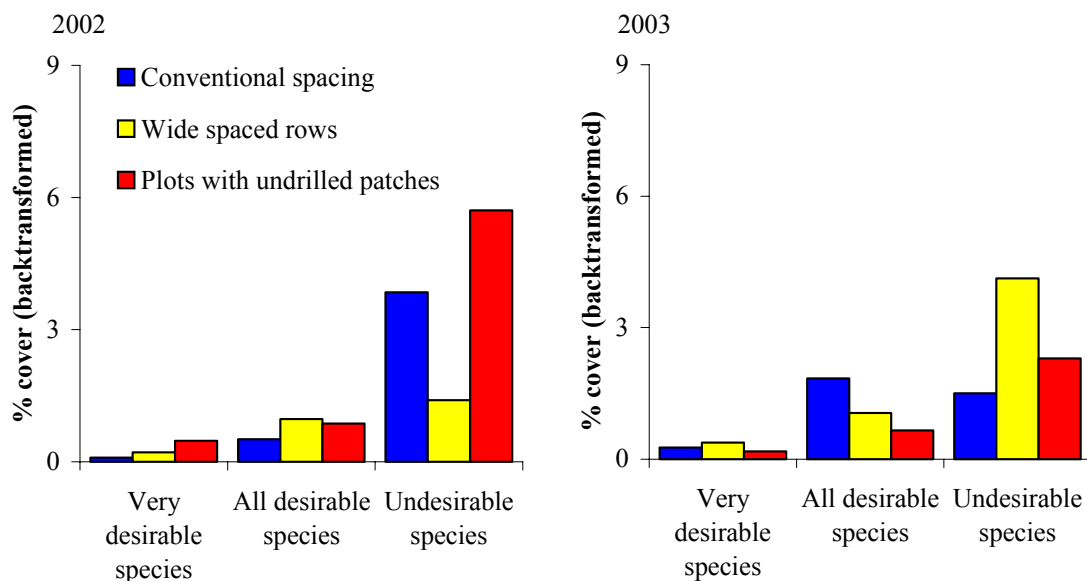 2002
% cover (backtransformed)
9
6
3
0
Conventional spacing
Wide spaced rows
Plots with undrilled patches
Very
desirable
species
All desirable
species
Undesirable
species
2003
% cover (backtransformed)
9
6
3
0
Very
desirable
species
All desirable
species
Undesirable
species